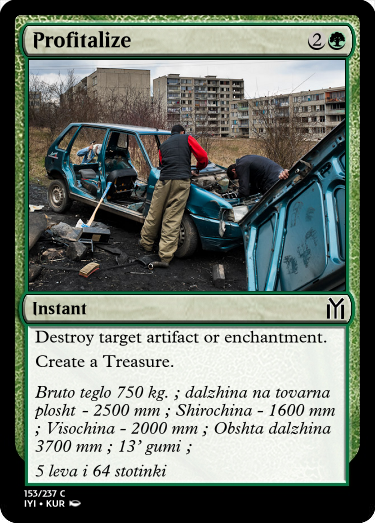 Profitalize 2
Instant
Destroy target artifact or enchantment.
Create a Treasure.
Bruto teglo 750 kg. ; dalzhina na tovarna
plosht - 2500 mm ; Shirochina - 1600 mm
; Visochina - 2000 mm ; Obshta dalzhina
3700 mm ; 13’ gumi ;
5 leva i 64 stotinki
153/237 C
IYI • KUR